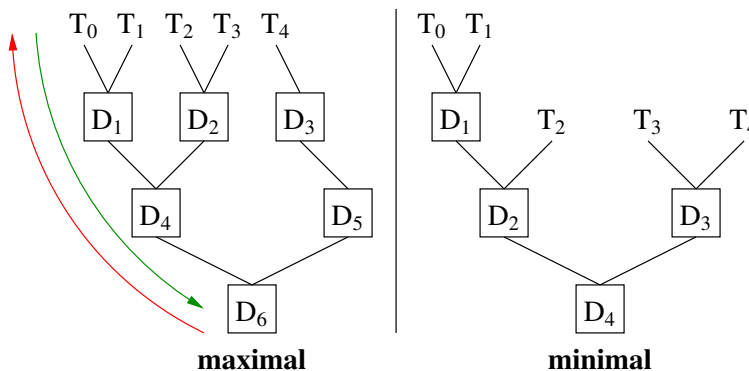 T0 T1 T2 T3 T4
D1 D2 D3
D4 D5
D6
maximal
T0 T1
D1 T2 T3 T4
D2 D3
D4
minimal